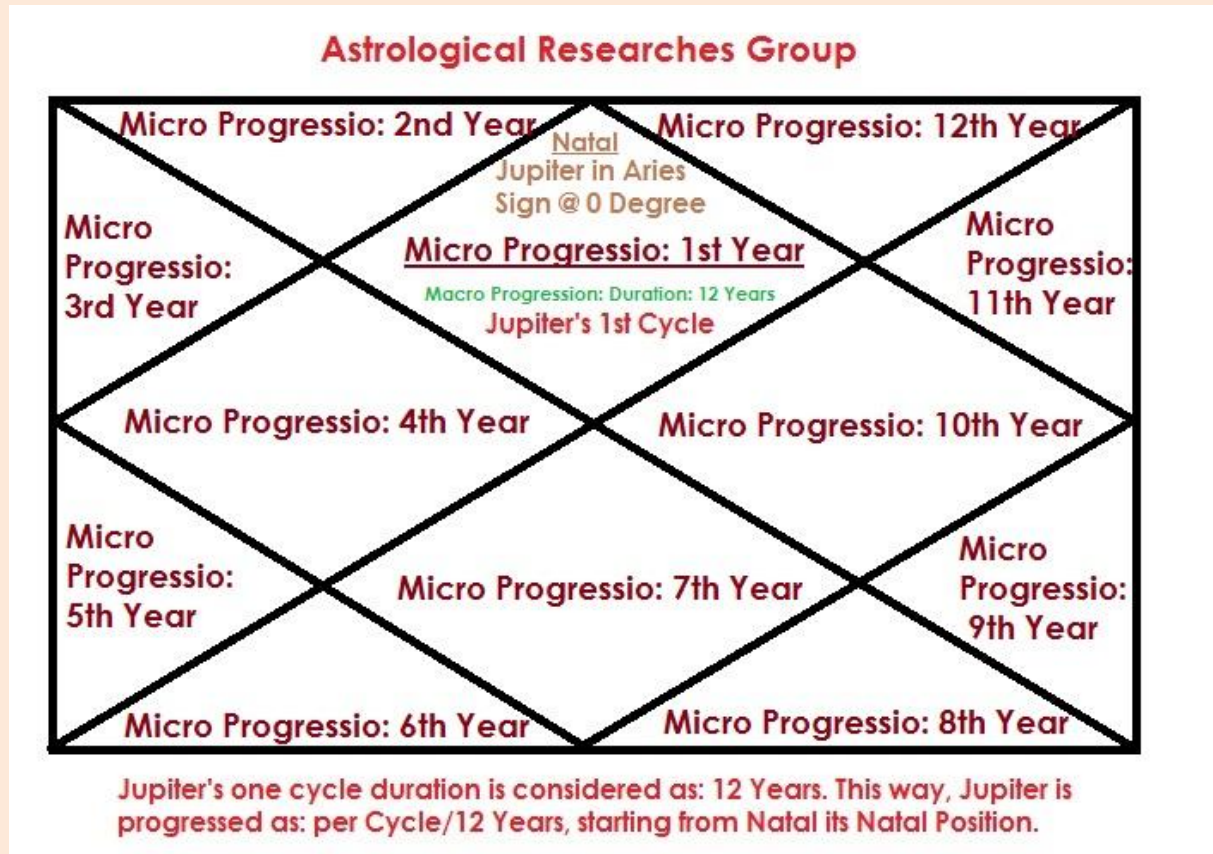 Astrological Researches Group
Micro Progressio: 2nd Year
Micro Progressio: 12th Year
Natal
Jupiter in Aries
Sign @ 0 Degree
Micro Progressio: 1st Year
Macro Progression: Duration: 12 Years
Jupiter's 1st Cycle
Micro
Progressio:
3rd Year
Micro
Progressio:
11th Year
Micro Progressio: 4th Year
Micro Progressio: 10th Year
Micro
Progressio:
5th Year
Micro Progressio: 7th Year
Micro
Progressio:
9th Year
Micro Progressio: 6th Year
Micro Progressio: 8th Year
Jupiter's one cycle duration is considered as: 12 Years. This way, Jupiter is
progressed as: per Cycle/12 Years, starting from Natal its Natal Position.